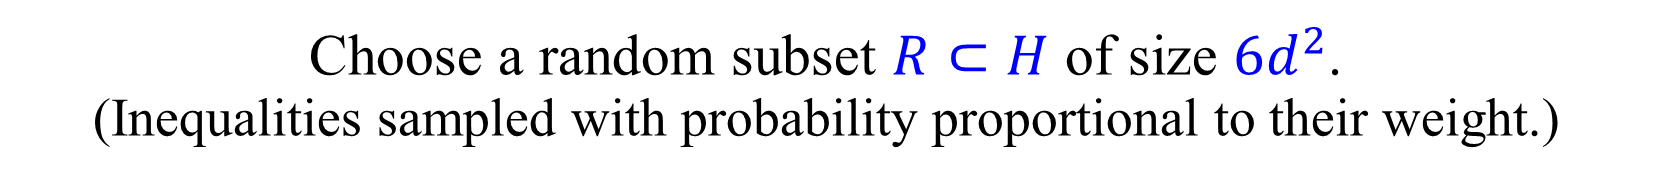 Choose a random subset R ⊂ H of size 6d².
(Inequalities sampled with probability proportional to their weight.)